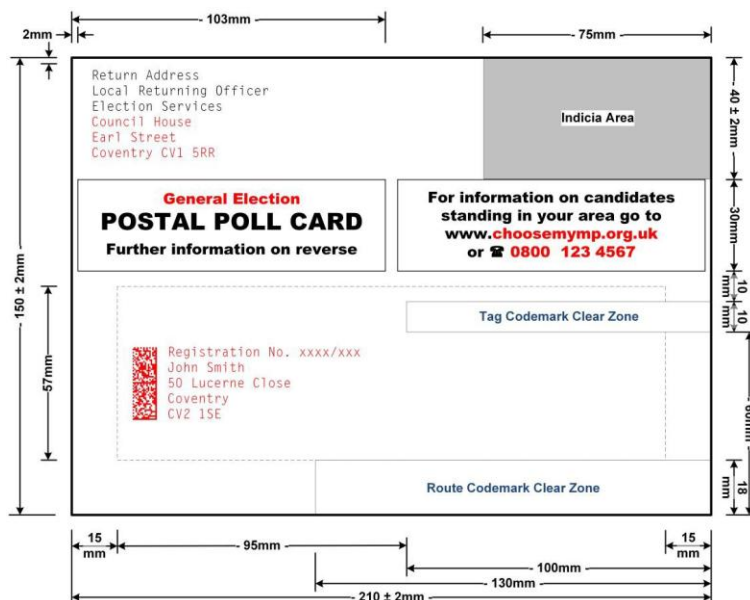 - 103mm -
2mm
- 75mm -
Return Address
Local Returning Officer
Election Services
Council House
Earl Street
Coventry CV1 5RR
Indicia Area
- 40 ± 2mm -
General Election
POSTAL POLL CARD
Further information on reverse
For information on candidates
standing in your area go to
www.choosemymp.org.uk
or ☎ 0800 123 4567
30mm
- 150 ± 2mm -
10
mm
10
mm
Tag Codemark Clear Zone
57mm
Registration No. xxxx/xxx
John Smith
50 Lucerne Close
Coventry
CV2 1SE
Route Codemark Clear Zone
18
mm
15
mm
- 95mm -
15
mm
- 100mm -
- 130mm -
- 210 ± 2mm -